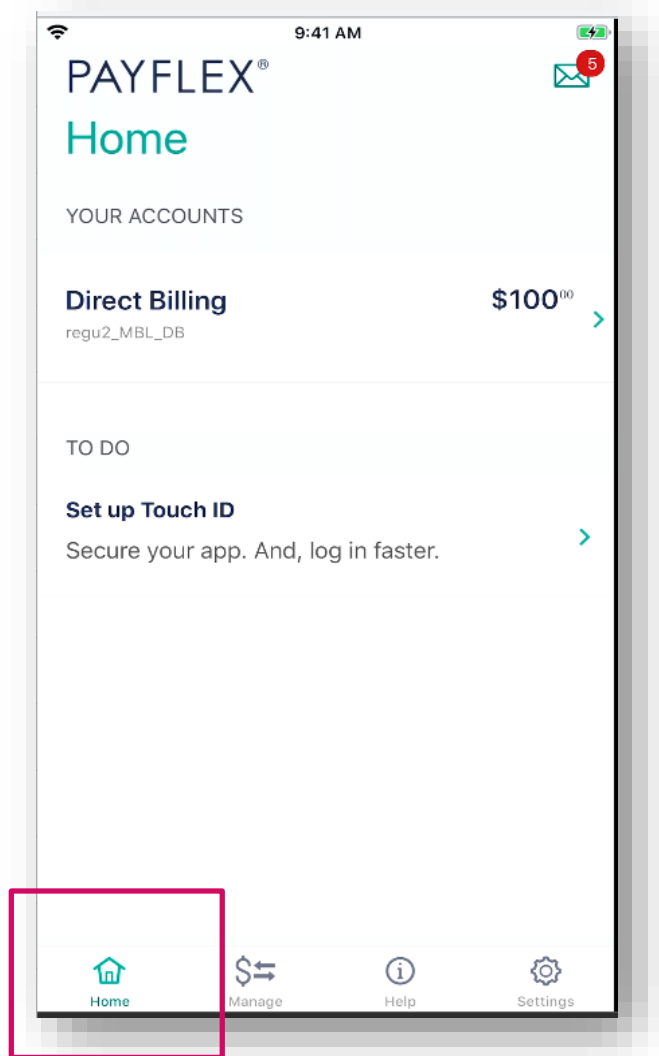 9:41 AM
PAYFLEX®
5
Home
YOUR ACCOUNTS
Direct Billing $100⁰⁰
regu2_MBL_DB
TO DO
Set up Touch ID
Secure your app. And, log in faster.
Home Manage Help Settings